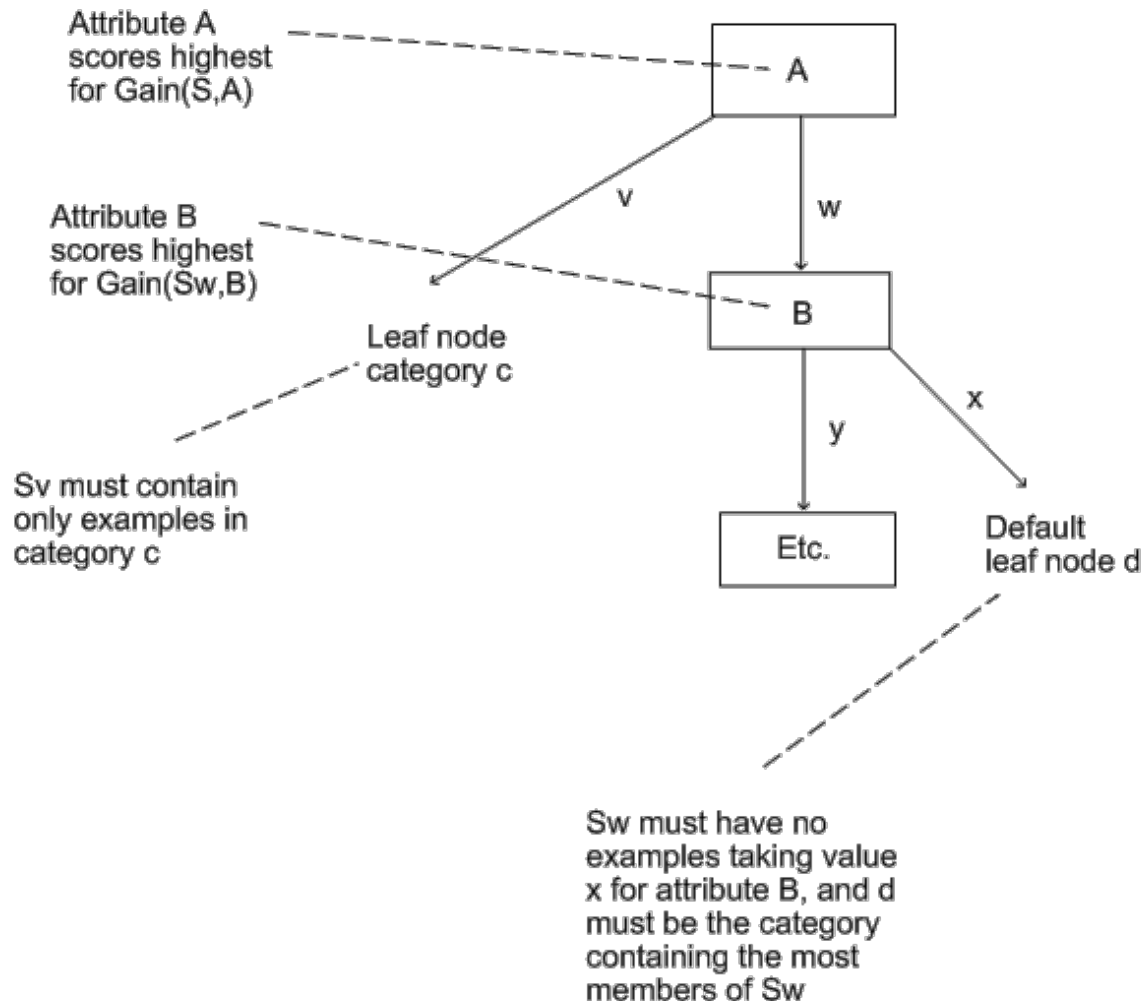 Attribute A
scores highest
for Gain(S,A)
A
v
w
Attribute B
scores highest
for Gain(Sw,B)
B
Leaf node
category c
x
y
Sv must contain
only examples in
category c
Etc.
Default
leaf node d
Sw must have no
examples taking value
x for attribute B, and d
must be the category
containing the most
members of Sw